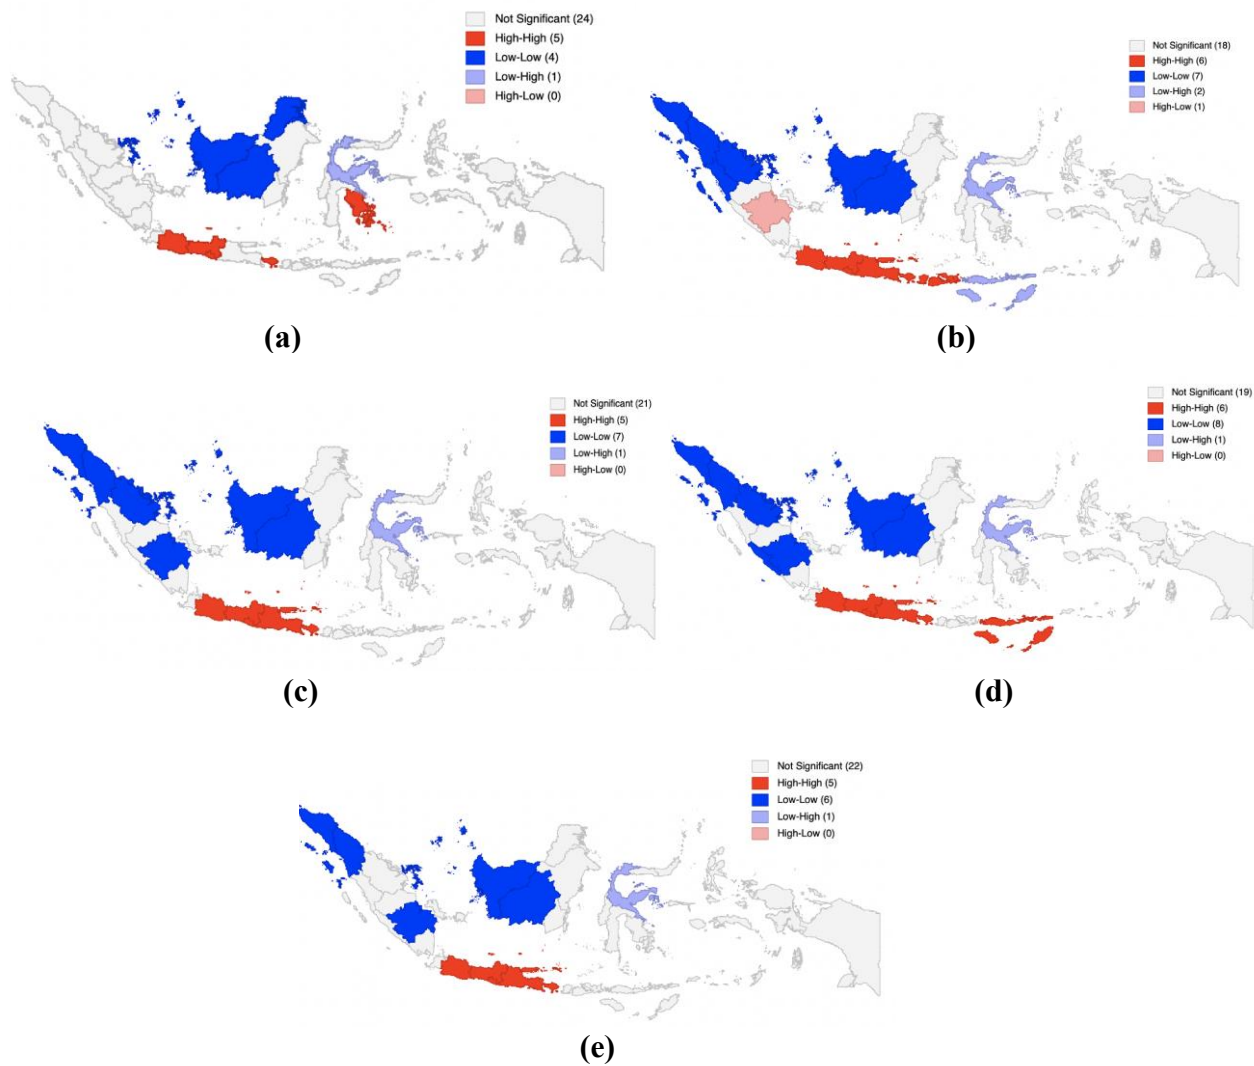 Not Significant (24)
High-High (5)
Low-Low (4)
Low-High (1)
High-Low (0)
(a)
Not Significant (18)
High-High (6)
Low-Low (7)
Low-High (2)
High-Low (1)
(b)
Not Significant (21)
High-High (5)
Low-Low (7)
Low-High (1)
High-Low (0)
(c)
Not Significant (19)
High-High (6)
Low-Low (8)
Low-High (1)
High-Low (0)
(d)
Not Significant (22)
High-High (5)
Low-Low (6)
Low-High (1)
High-Low (0)
(e)